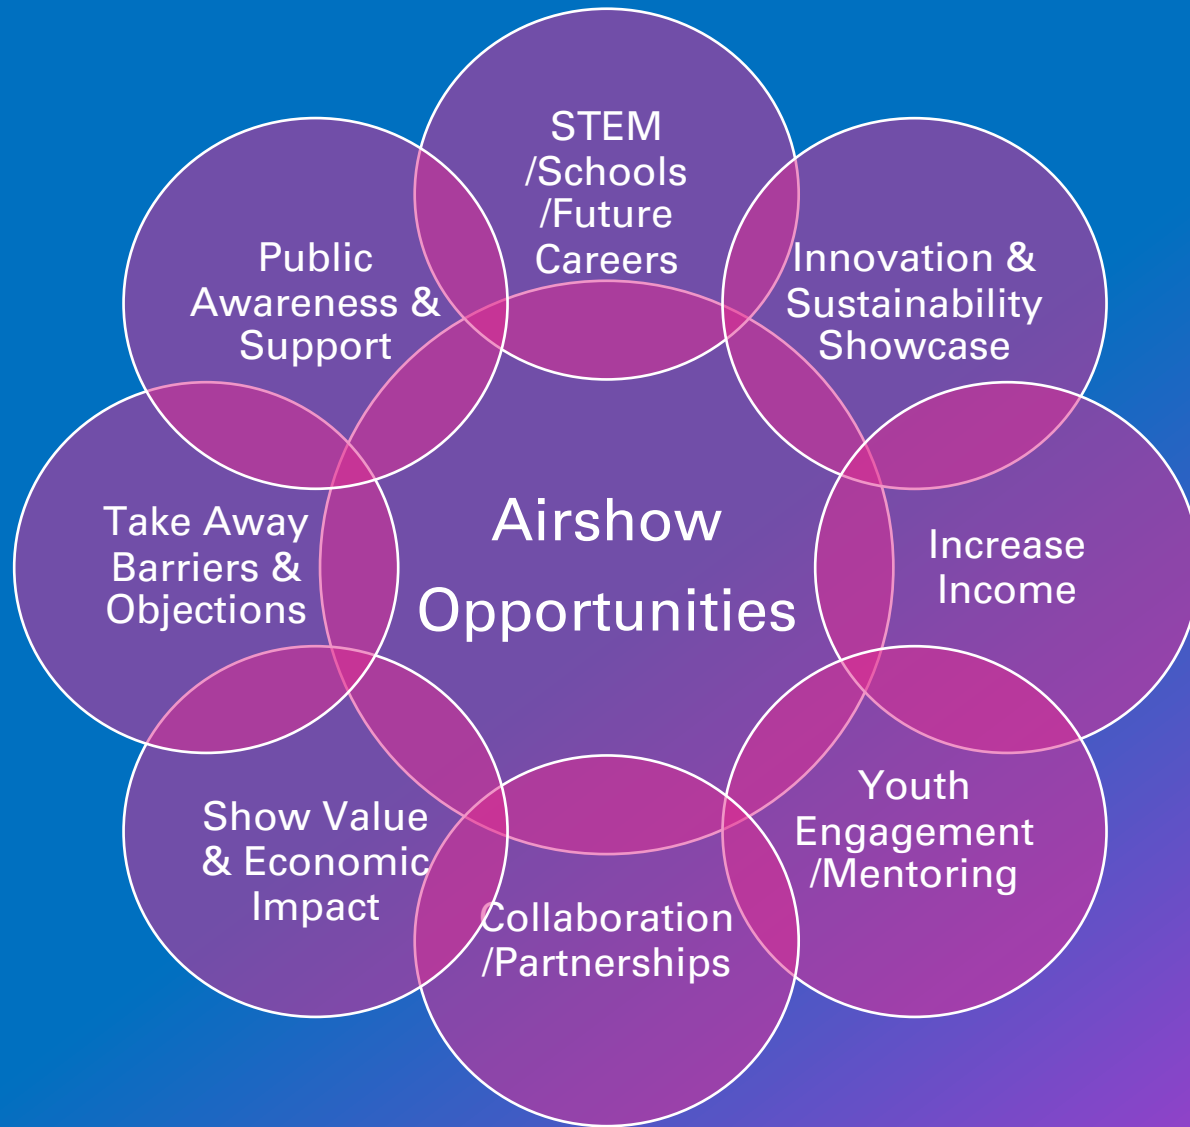 STEM
/Schools
/Future
Careers
Innovation &
Sustainability
Showcase
Increase
Income
Youth
Engagement
/Mentoring
Collaboration
/Partnerships
Show Value
& Economic
Impact
Take Away
Barriers &
Objections
Public
Awareness &
Support
Airshow
Opportunities